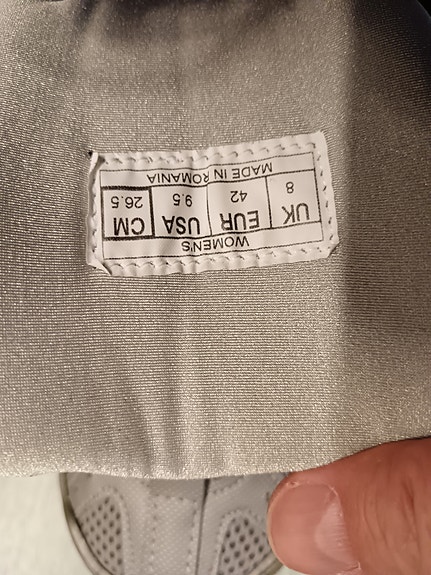 WOMEN'S
UK EUR USA CM
8 42 9.5 26.5
MADE IN ROMANIA